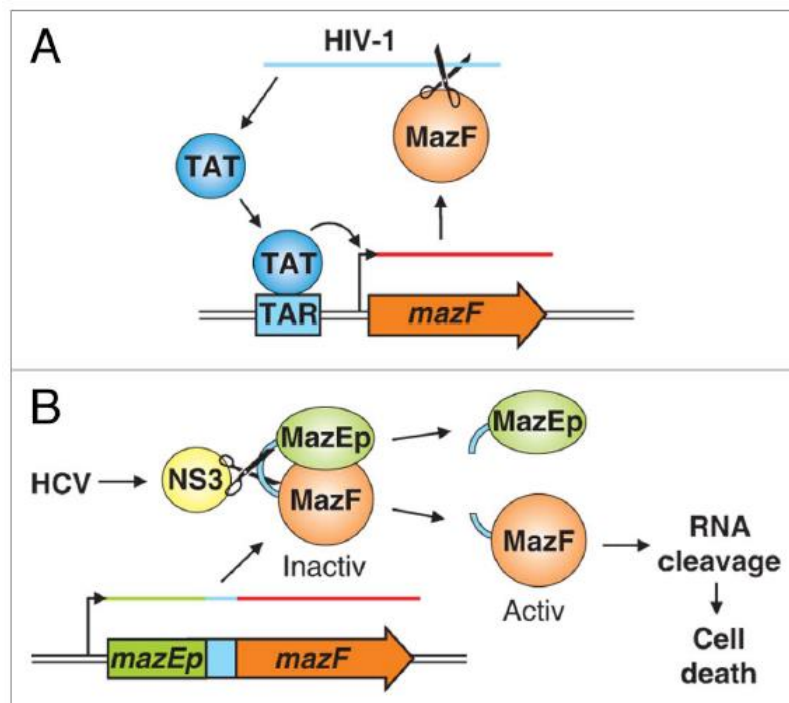 A
HIV-1
MazF
TAT
TAT
TAR
mazF
B
HCV
NS3
MazEp
MazF
Inactiv
MazEp
MazF
Activ
RNA
cleavage
Cell
death
mazEp
mazF